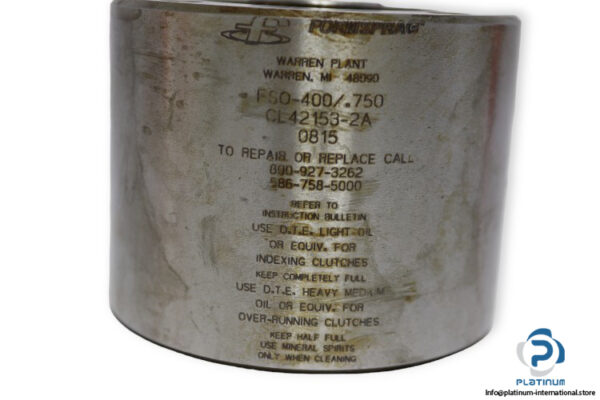 FORMSPRAG
WARREN PLANT
WARREN, MI 48090
FSO-400/.750
CL42153-2A
0815
TO REPAIR OR REPLACE CALL
800-927-3262
586-758-5000
REFER TO
INSTRUCTION BULLETIN
USE D.T.E. LIGHT OIL
OR EQUIV. FOR
INDEXING CLUTCHES
KEEP COMPLETELY FULL
USE D.T.E. HEAVY MEDIUM
OIL OR EQUIV. FOR
OVER-RUNNING CLUTCHES
KEEP HALF FULL
USE MINERAL SPIRITS
ONLY WHEN CLEANING
PLATINUM
Info@platinum-international.store